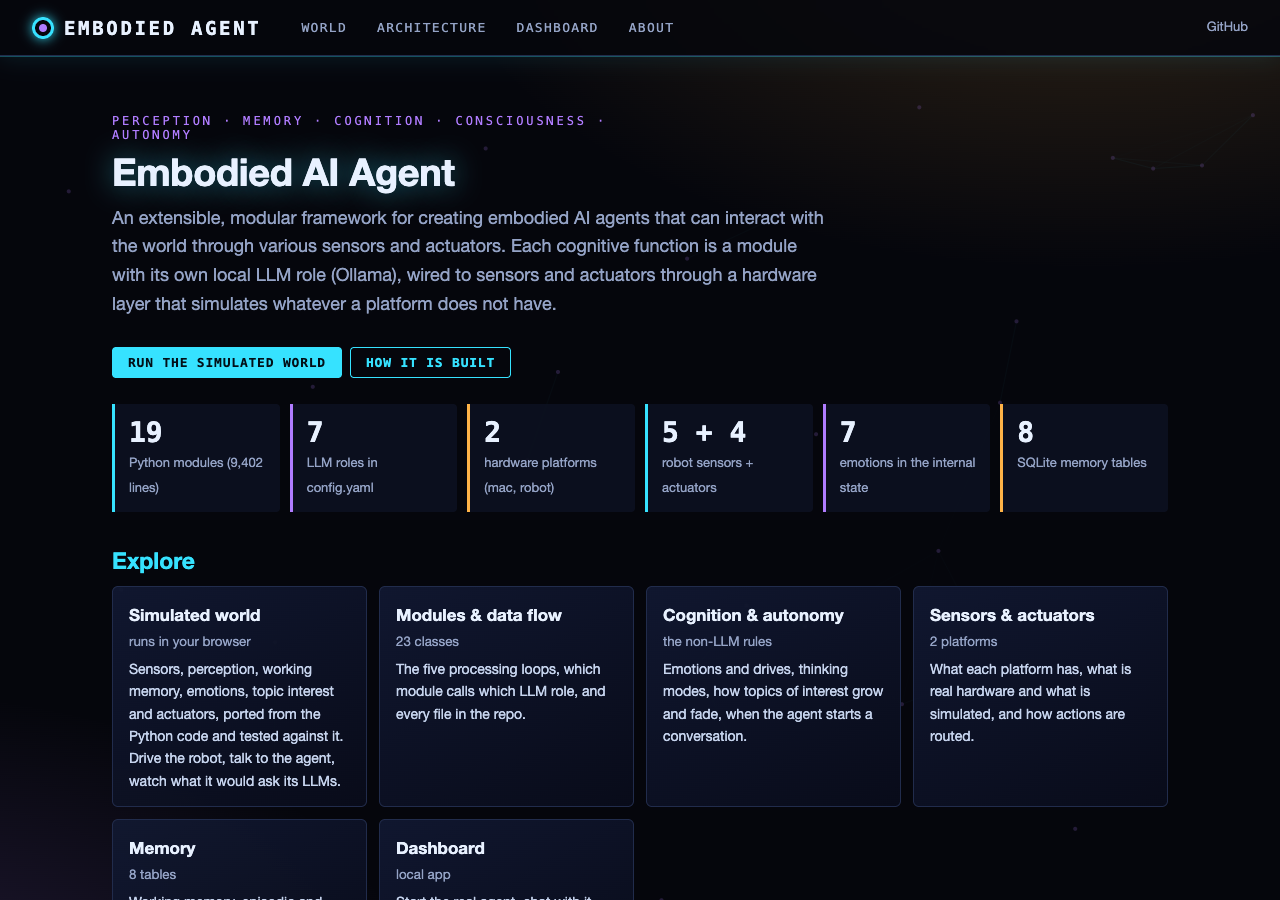 EMBODIED AGENT
WORLD
ARCHITECTURE
DASHBOARD
ABOUT
GitHub
PERCEPTION · MEMORY · COGNITION · CONSCIOUSNESS ·
AUTONOMY
Embodied AI Agent
An extensible, modular framework for creating embodied AI agents that can interact with
the world through various sensors and actuators. Each cognitive function is a module
with its own local LLM role (Ollama), wired to sensors and actuators through a hardware
layer that simulates whatever a platform does not have.
RUN THE SIMULATED WORLD
HOW IT IS BUILT
19
Python modules (9,402
lines)
7
LLM roles in
config.yaml
2
hardware platforms
(mac, robot)
5 + 4
robot sensors +
actuators
7
emotions in the internal
state
8
SQLite memory tables
Explore
Simulated world
runs in your browser
Sensors, perception, working
memory, emotions, topic interest
and actuators, ported from the
Python code and tested against it.
Drive the robot, talk to the agent,
watch what it would ask its LLMs.
Modules & data flow
23 classes
The five processing loops, which
module calls which LLM role, and
every file in the repo.
Cognition & autonomy
the non-LLM rules
Emotions and drives, thinking
modes, how topics of interest grow
and fade, when the agent starts a
conversation.
Sensors & actuators
2 platforms
What each platform has, what is
real hardware and what is
simulated, and how actions are
routed.
Memory
8 tables
Working memory, episodic and
Dashboard
local app
Start the real agent, chat with it,